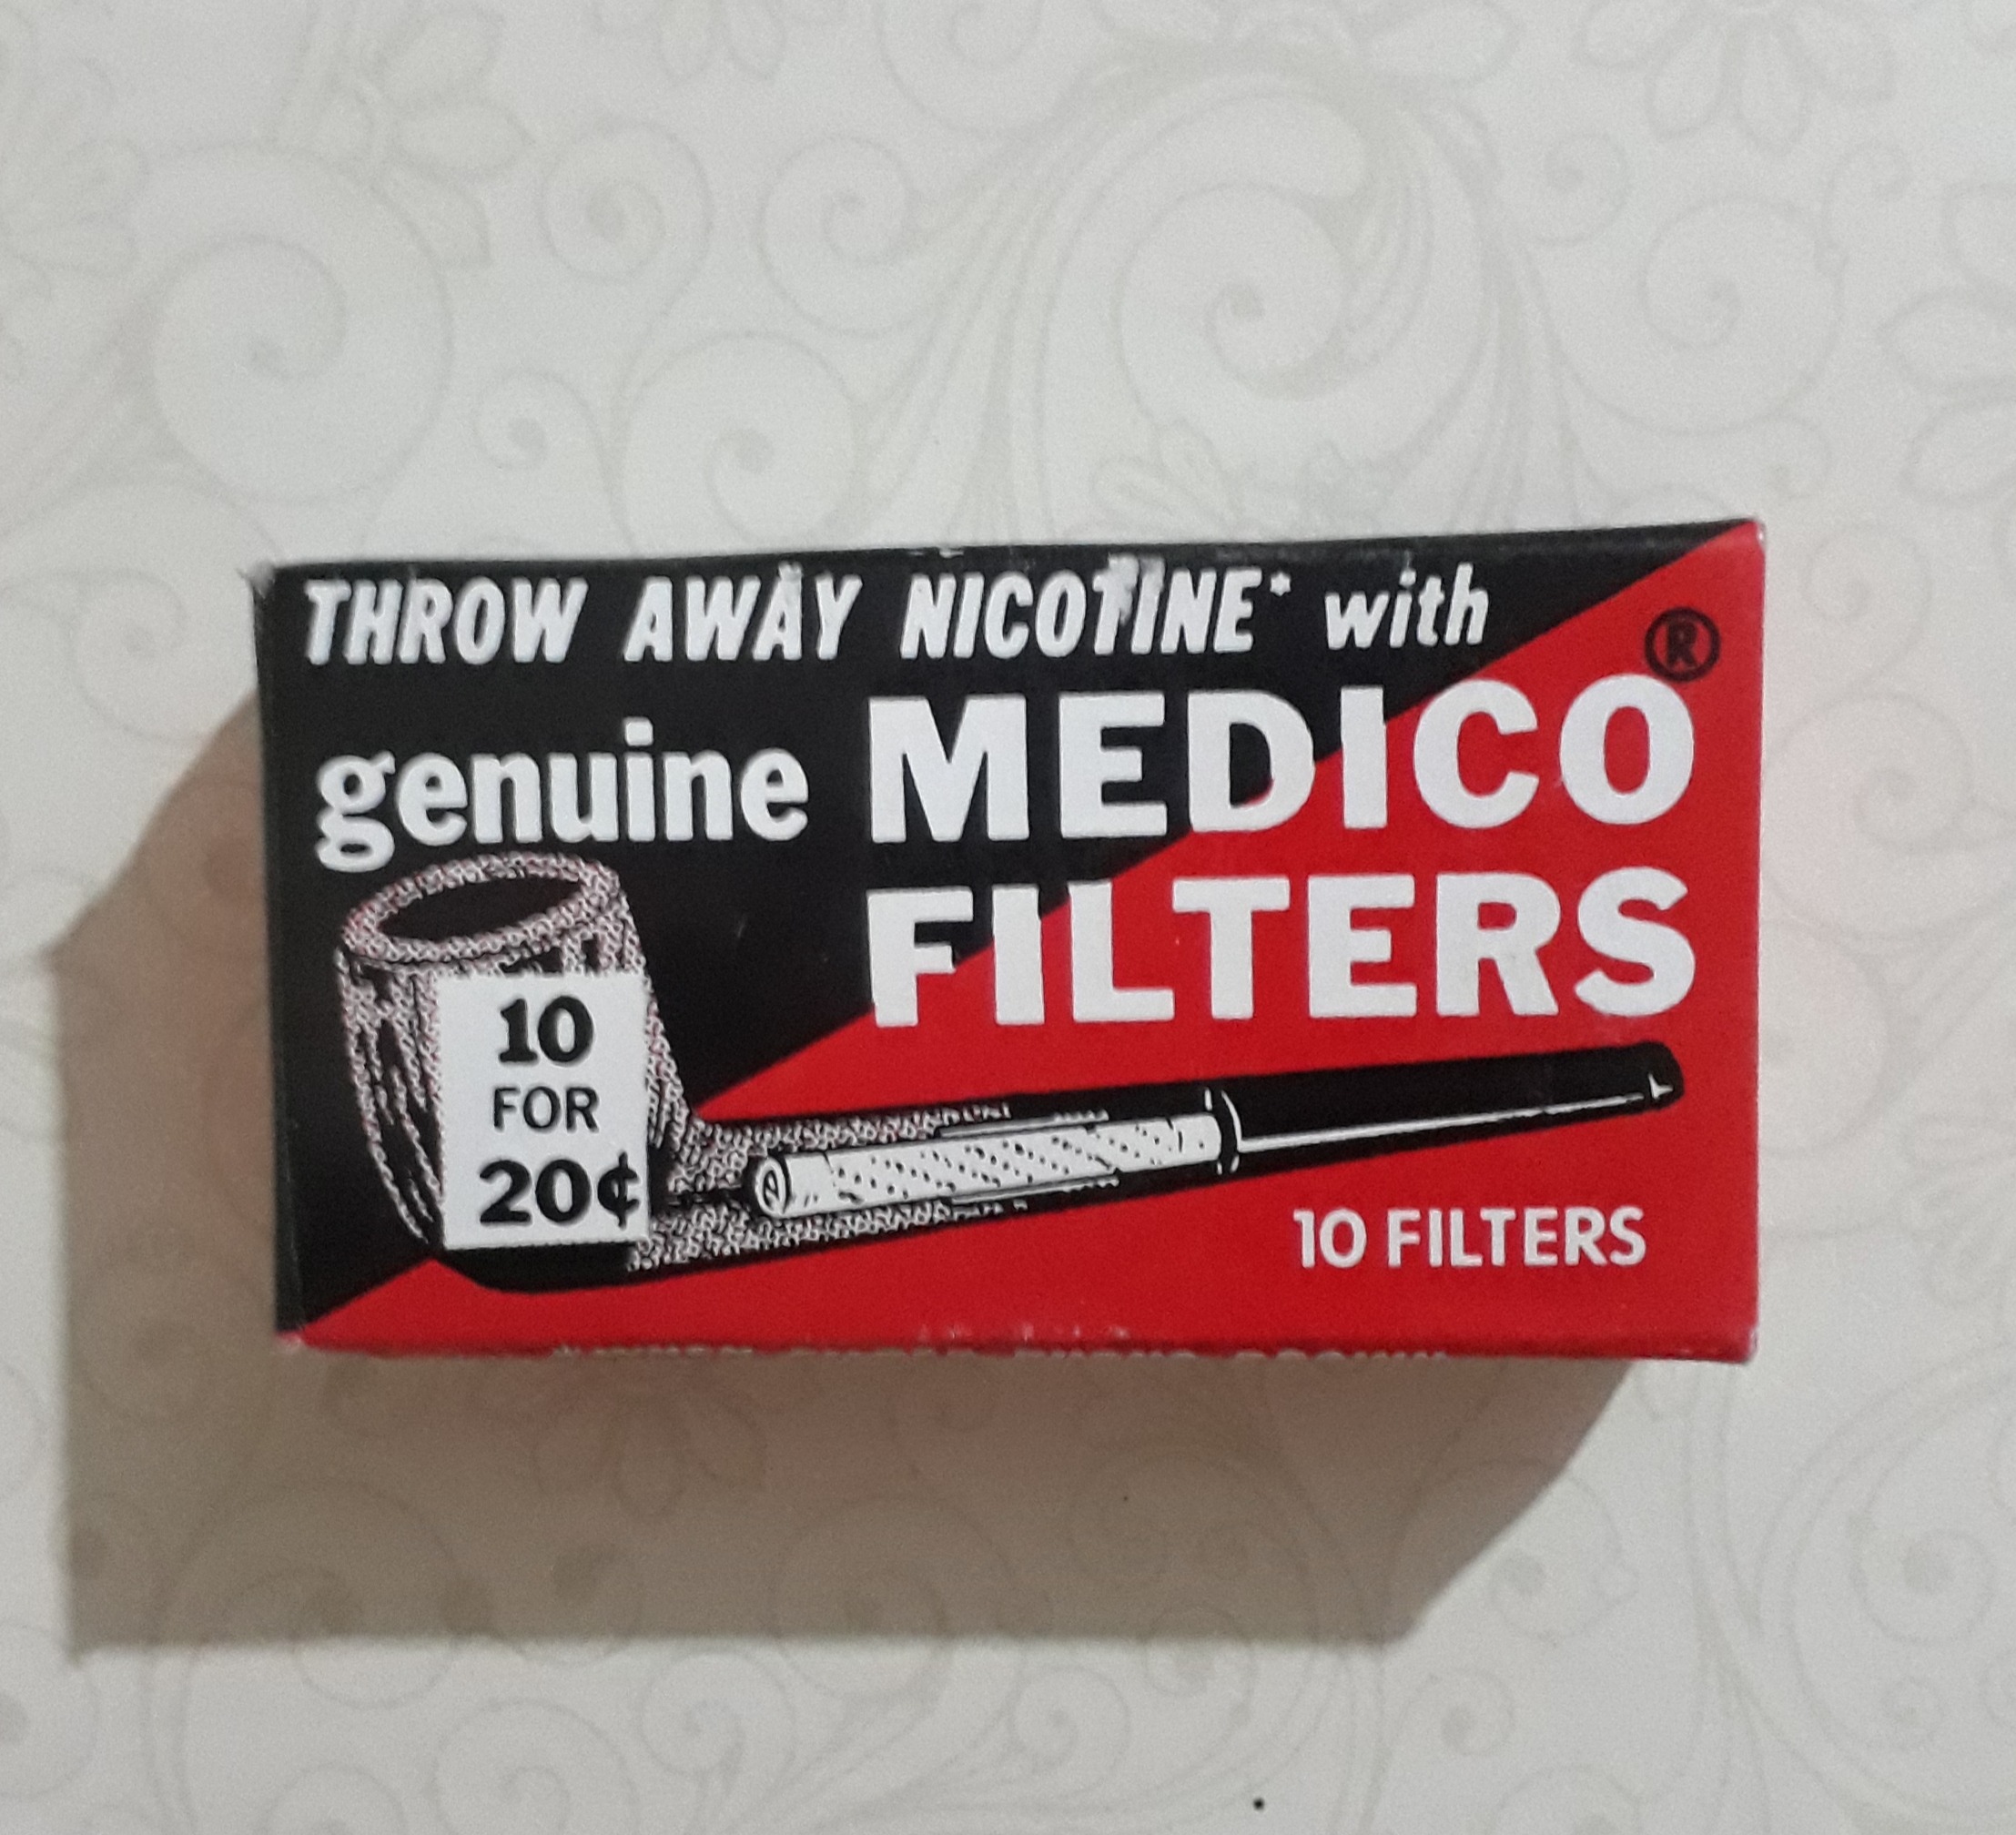 THROW AWAY NICOTINE* with
genuine MEDICO®
FILTERS
10
FOR
20¢
10 FILTERS